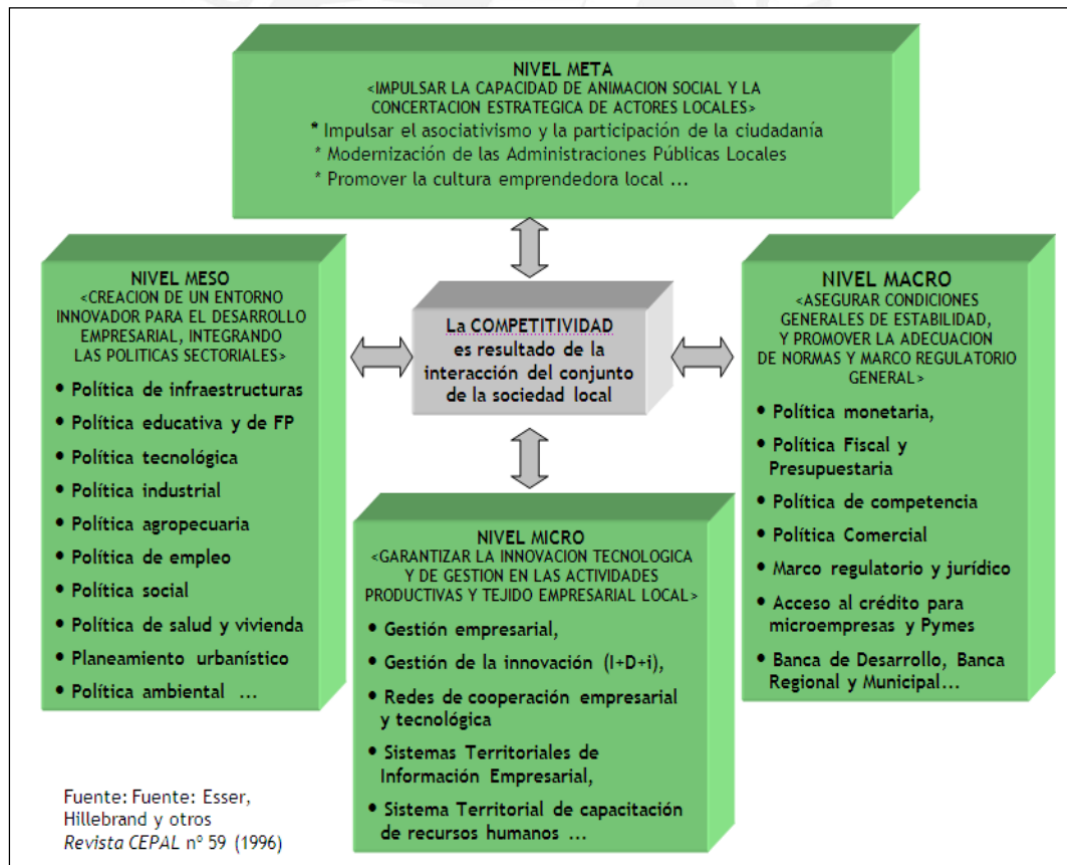 NIVEL META
<IMPULSAR LA CAPACIDAD DE ANIMACION SOCIAL Y LA
CONCERTACION ESTRATEGICA DE ACTORES LOCALES>
* Impulsar el asociativismo y la participación de la ciudadanía
* Modernización de las Administraciones Públicas Locales
* Promover la cultura emprendedora local ...
NIVEL MESO
<CREACION DE UN ENTORNO
INNOVADOR PARA EL DESARROLLO
EMPRESARIAL, INTEGRANDO
LAS POLITICAS SECTORIALES>
• Política de infraestructuras
• Política educativa y de FP
• Política tecnológica
• Política industrial
• Política agropecuaria
• Política de empleo
• Política social
• Política de salud y vivienda
• Planeamiento urbanístico
• Política ambiental ...
La COMPETITIVIDAD
es resultado de la
interacción del conjunto
de la sociedad local
NIVEL MACRO
<ASEGURAR CONDICIONES
GENERALES DE ESTABILIDAD,
Y PROMOVER LA ADECUACION
DE NORMAS Y MARCO REGULATORIO
GENERAL>
• Política monetaria,
• Política Fiscal y
Presupuestaria
• Política de competencia
• Política Comercial
• Marco regulatorio y jurídico
• Acceso al crédito para
microempresas y Pymes
• Banca de Desarrollo, Banca
Regional y Municipal...
NIVEL MICRO
<GARANTIZAR LA INNOVACION TECNOLOGICA
Y DE GESTION EN LAS ACTIVIDADES
PRODUCTIVAS Y TEJIDO EMPRESARIAL LOCAL>
• Gestión empresarial,
• Gestión de la innovación (I+D+i),
• Redes de cooperación empresarial
y tecnológica
• Sistemas Territoriales de
Información Empresarial,
• Sistema Territorial de capacitación
de recursos humanos ...
Fuente: Fuente: Esser,
Hillebrand y otros
Revista CEPAL nº 59 (1996)